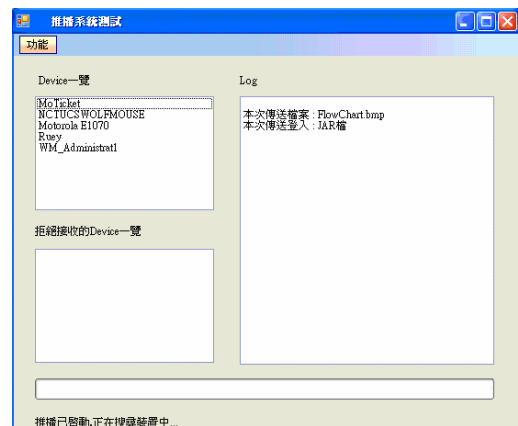 推播系統測試
功能
Device一覽
MoTicket
NCTUCSWOLFMOUSE
Motorola E1070
Ruey
WM_Administrat1
拒絕接收的Device一覽
Log
本次傳送檔案 : FlowChart.bmp
本次傳送登入 : JAR檔
推播已啓動,正在搜尋裝置中...